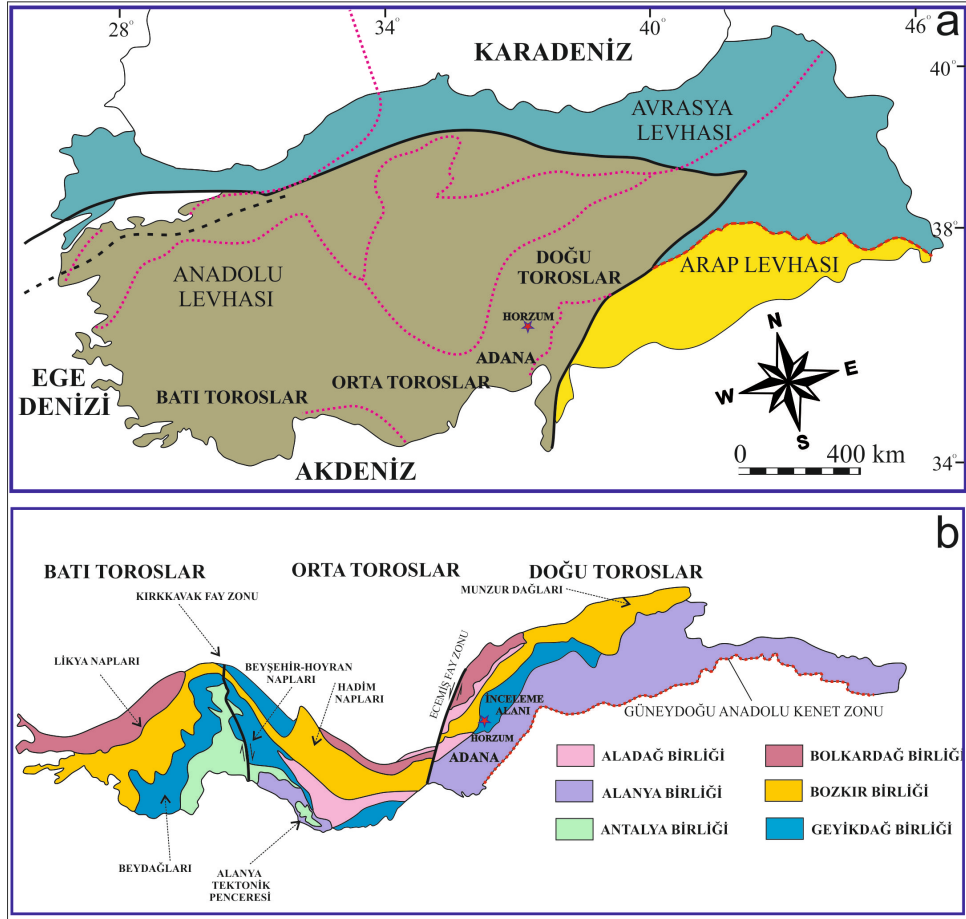 a
28°
34°
40°
46°
KARADENİZ
40°
AVRASYA
LEVHASI
38°
DOĞU
TOROSLAR
ARAP LEVHASI
ANADOLU
LEVHASI
HORZUM
N
ADANA
E
EGE
DENİZİ
ORTA TOROSLAR
BATI TOROSLAR
W
S
0 400 km
AKDENİZ
34°
b
BATI TOROSLAR
ORTA TOROSLAR
DOĞU TOROSLAR
MUNZUR DAĞLARI
KIRKKAVAK FAY ZONU
LİKYA NAPLARI
BEYŞEHİR-HOYRAN
NAPLARI
HADİM
NAPLARI
ECEMİŞ FAY ZONU
İNCELEME
ALANI
HORZUM
GÜNEYDOĞU ANADOLU KENET ZONU
ADANA
ALADAĞ BİRLİĞİ
BOLKARDAĞ BİRLİĞİ
ALANYA BİRLİĞİ
BOZKIR BİRLİĞİ
ANTALYA BİRLİĞİ
GEYİKDAĞ BİRLİĞİ
BEYDAĞLARI
ALANYA
TEKTONİK
PENCERESİ